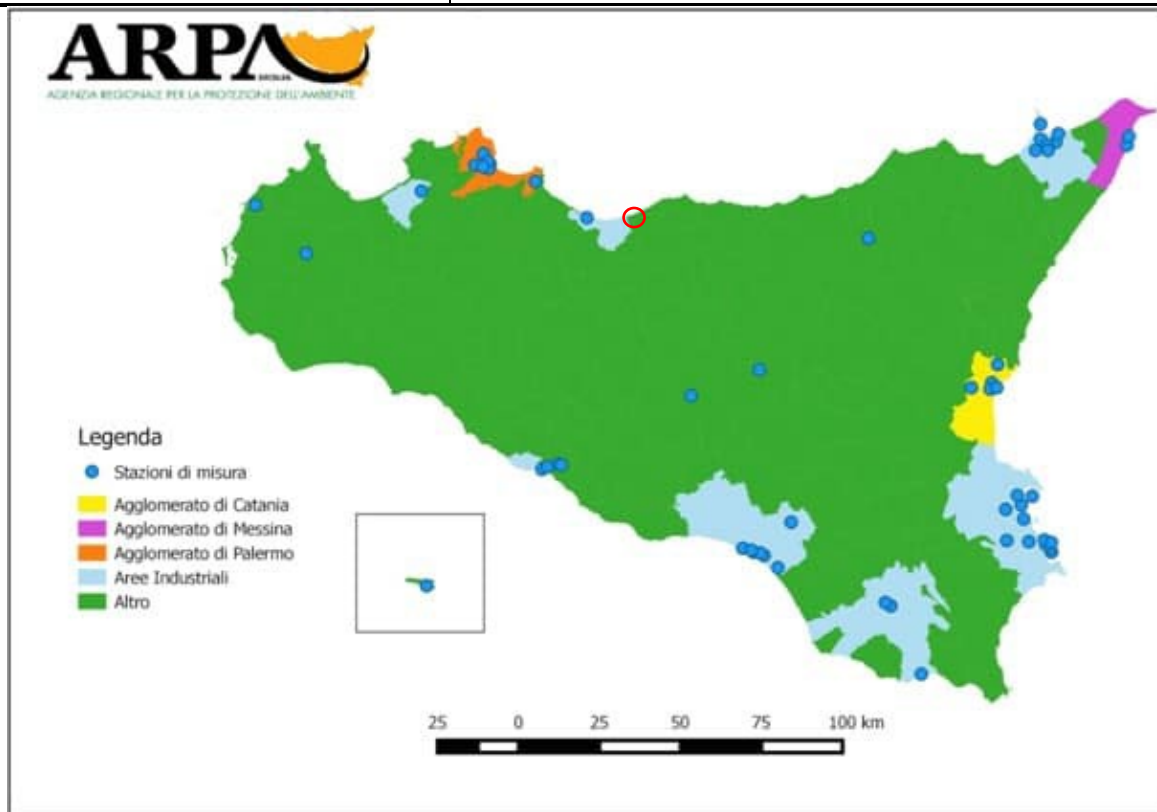 ARPA
SICILIA
AGENZIA REGIONALE PER LA PROTEZIONE DELL'AMBIENTE
Legenda
Stazioni di misura
Agglomerato di Catania
Agglomerato di Messina
Agglomerato di Palermo
Aree Industriali
Altro
25 0 25 50 75 100 km